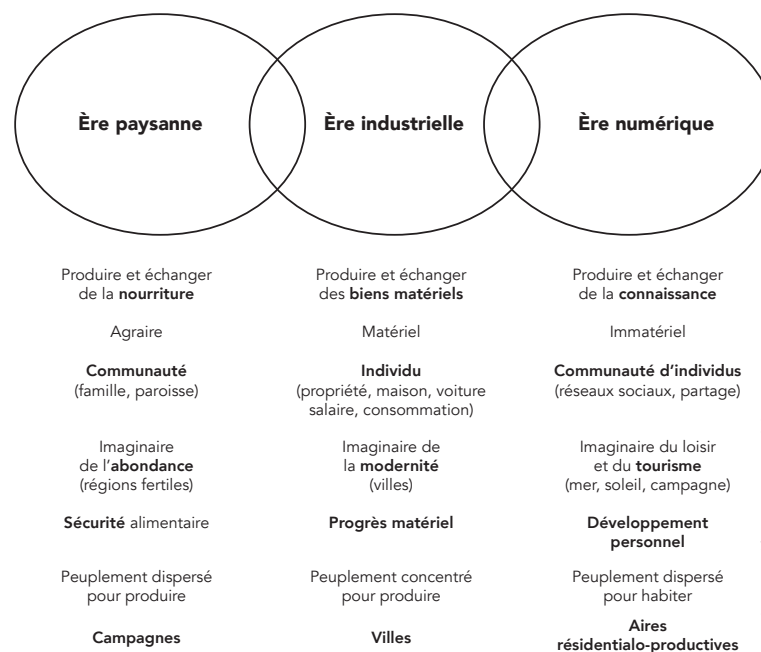 Ère paysanne
Ère industrielle
Ère numérique
Produire et échanger
de la nourriture
Produire et échanger
des biens matériels
Produire et échanger
de la connaissance
Agraire
Matériel
Immatériel
Communauté
(famille, paroisse)
Individu
(propriété, maison, voiture
salaire, consommation)
Communauté d'individus
(réseaux sociaux, partage)
Imaginaire
de l'abondance
(régions fertiles)
Imaginaire de
la modernité
(villes)
Imaginaire du loisir
et du tourisme
(mer, soleil, campagne)
Sécurité alimentaire
Progrès matériel
Développement
personnel
Peuplement dispersé
pour produire
Peuplement concentré
pour produire
Peuplement dispersé
pour habiter
Campagnes
Villes
Aires
résidentialo-productives